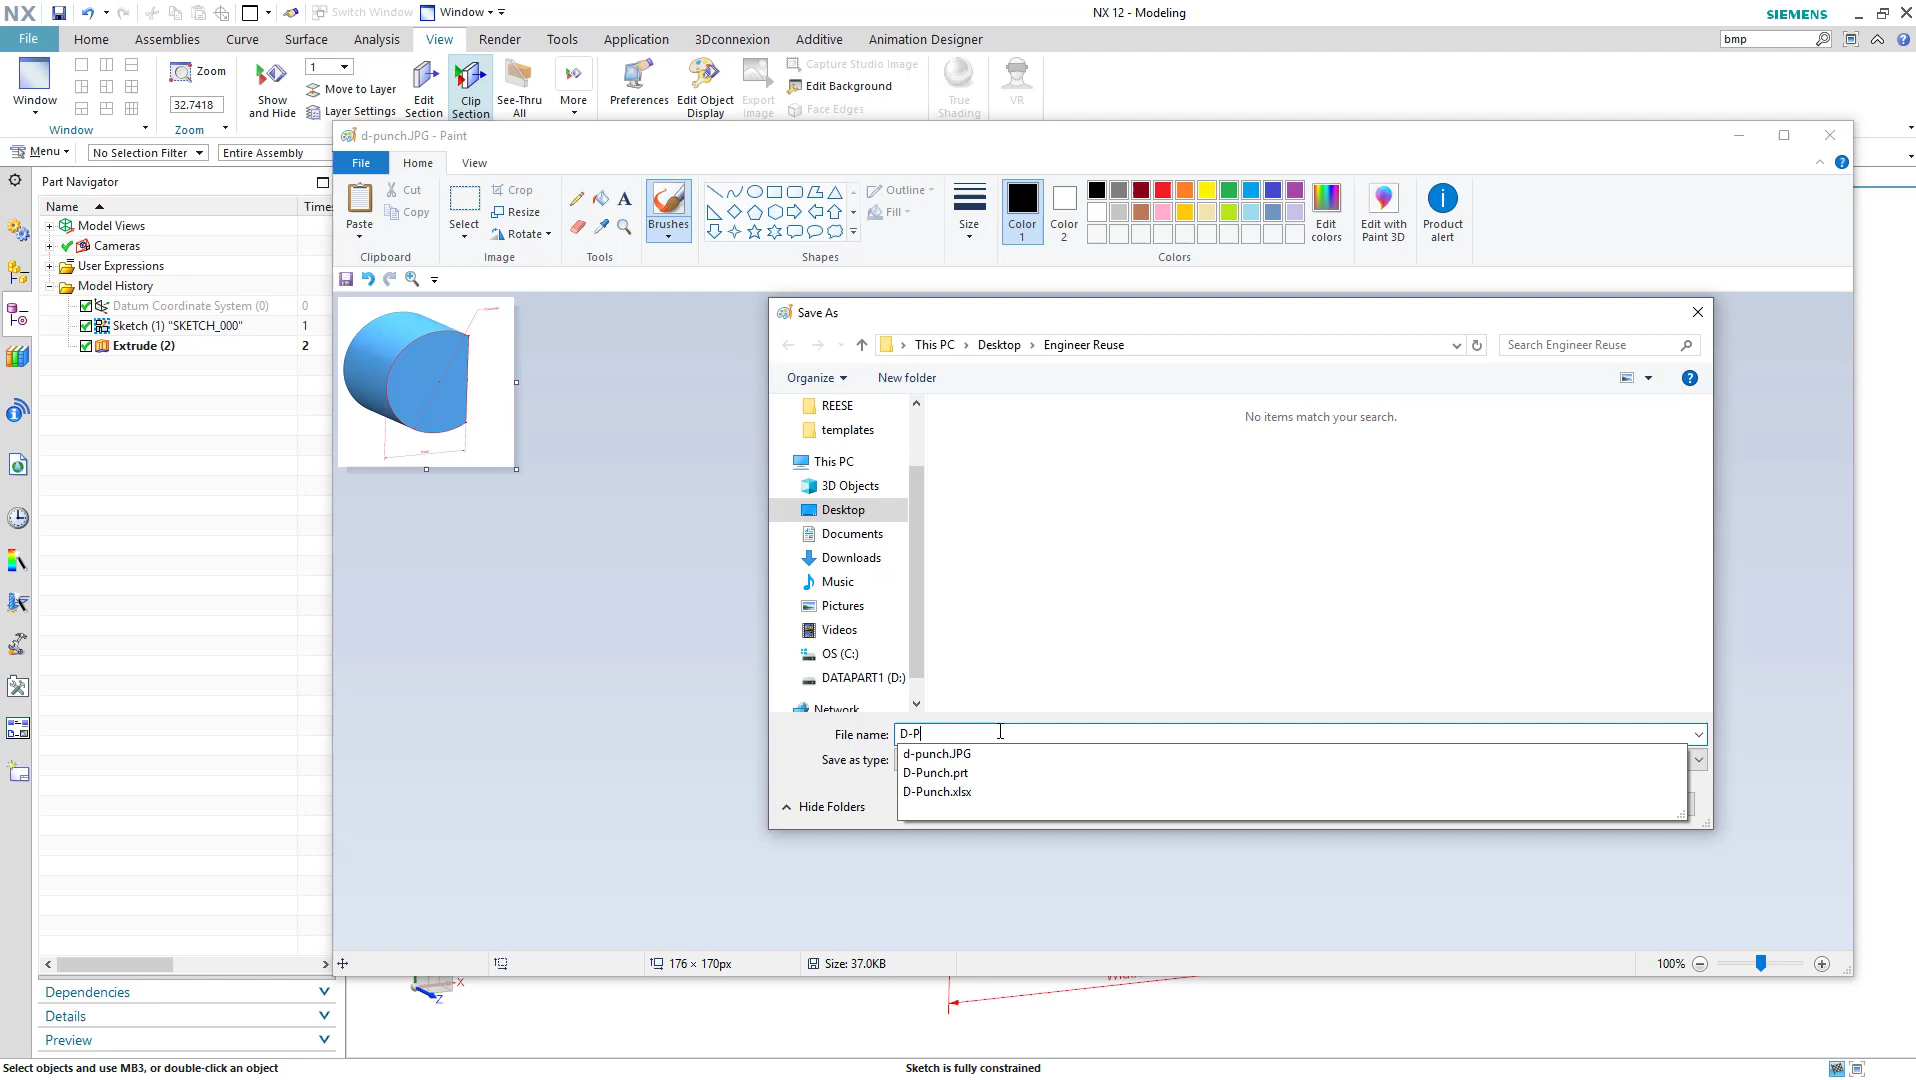 NX
Switch Window
Window
NX 12 - Modeling
SIEMENS
File
Home
Assemblies
Curve
Surface
Analysis
View
Render
Tools
Application
3Dconnexion
Additive
Animation Designer
bmp
Window
Window
Zoom
32.7418
Zoom
Show
and Hide
1
Move to Layer
Layer Settings
Edit
Section
Clip
Section
See-Thru
All
More
Preferences
Edit Object
Display
Export
Image
Capture Studio Image
Edit Background
Face Edges
True
Shading
VR
Menu
No Selection Filter
Entire Assembly
Part Navigator
Name
Times
Model Views
Cameras
User Expressions
Model History
Datum Coordinate System (0)
0
Sketch (1) "SKETCH_000"
1
Extrude (2)
2
Dependencies
Details
Preview
d-punch.JPG - Paint
File
Home
View
Paste
Cut
Copy
Clipboard
Select
Crop
Resize
Rotate
Image
A
Tools
Brushes
Shapes
Outline
Fill
Size
Color
1
Color
2
Edit
colors
Colors
Edit with
Paint 3D
Product
alert
Save As
This PC
Desktop
Engineer Reuse
Search Engineer Reuse
Organize
New folder
REESE
templates
This PC
3D Objects
Desktop
Documents
Downloads
Music
Pictures
Videos
OS (C:)
DATAPART1 (D:)
Network
No items match your search.
File name:
D-P
d-punch.JPG
D-Punch.prt
D-Punch.xlsx
Save as type:
Hide Folders
176 × 170px
Size: 37.0KB
100%
X
Z
Select objects and use MB3, or double-click an object
Sketch is fully constrained